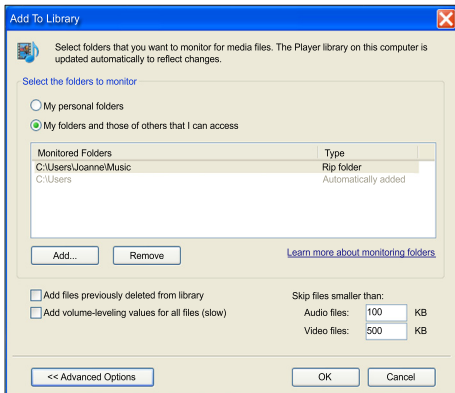 Add To Library
Select folders that you want to monitor for media files. The Player library on this computer is
updated automatically to reflect changes.
Select the folders to monitor
My personal folders
My folders and those of others that I can access
Monitored Folders Type
C:\Users\Joanne\Music Rip folder
C:\Users Automatically added
Add... Remove Learn more about monitoring folders
Add files previously deleted from library Skip files smaller than:
Add volume-leveling values for all files (slow) Audio files: 100 KB
Video files: 500 KB
<< Advanced Options OK Cancel